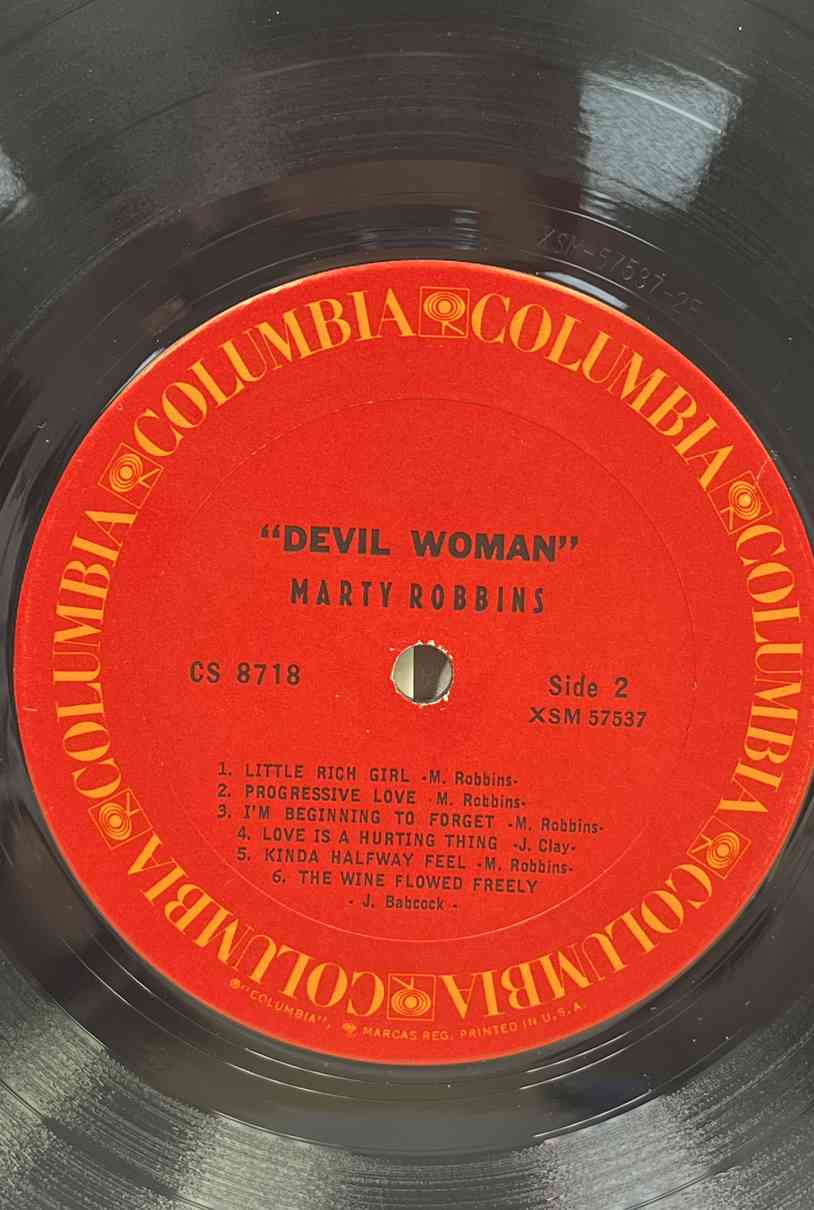 XSM-57537-2F
COLUMBIA COLUMBIA COLUMBIA COLUMBIA COLUMBIA COLUMBIA
"DEVIL WOMAN"
MARTY ROBBINS
CS 8718
Side 2
XSM 57537
1. LITTLE RICH GIRL -M. Robbins-
2. PROGRESSIVE LOVE -M. Robbins-
3. I'M BEGINNING TO FORGET -M. Robbins-
4. LOVE IS A HURTING THING -J. Clay-
5. KINDA HALFWAY FEEL -M. Robbins-
6. THE WINE FLOWED FREELY
- J. Babcock -
®"COLUMBIA", MARCAS REG. PRINTED IN U.S.A.